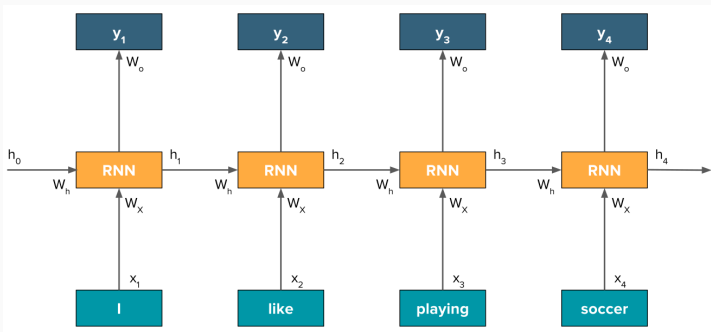 y₁ y₂ y₃ y₄
Wₒ Wₒ Wₒ Wₒ
h₀ RNN h₁ RNN h₂ RNN h₃ RNN h₄
Wₕ Wₕ Wₕ Wₕ
Wₓ Wₓ Wₓ Wₓ
x₁ x₂ x₃ x₄
I like playing soccer